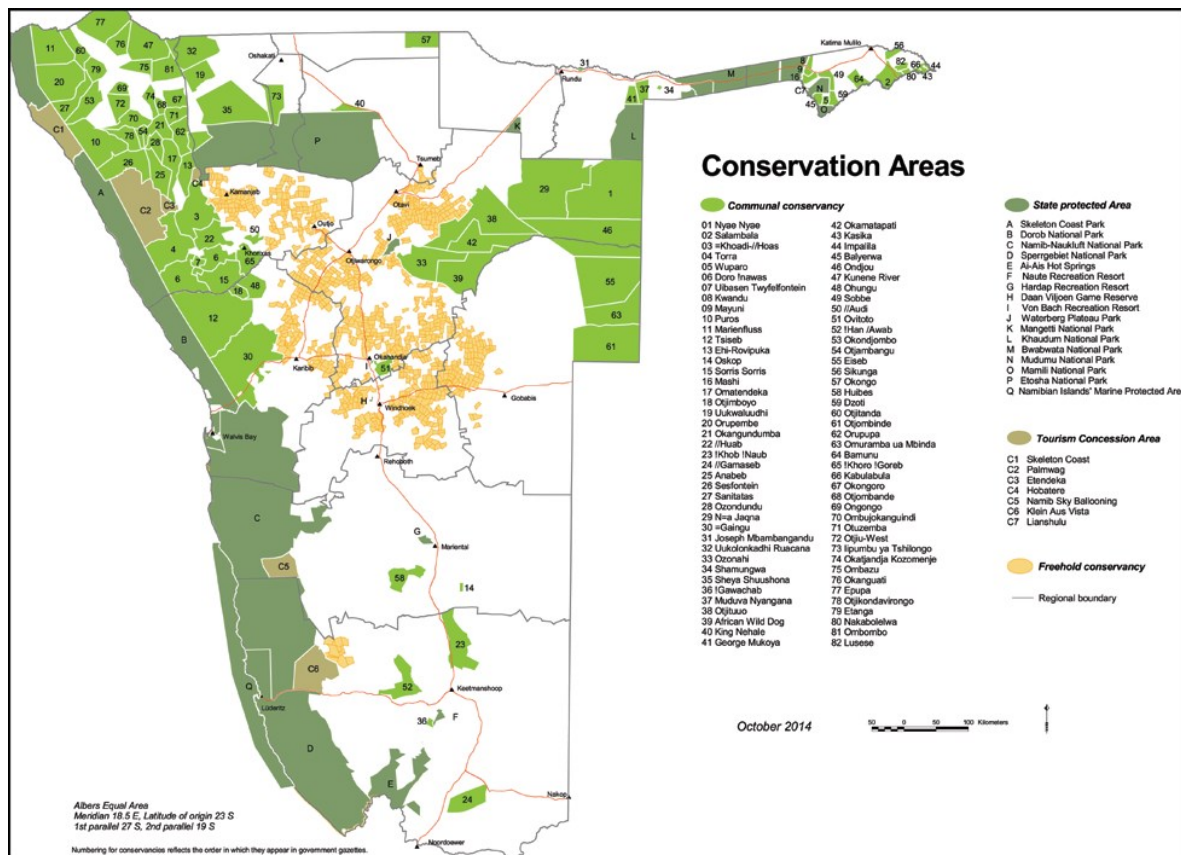 Conservation Areas
Communal conservancy
01 Nyae Nyae
02 Salambala
03 =Khoadi-//Hoas
04 Torra
05 Wuparo
06 Doro !nawas
07 Uibasen Twyfelfontein
08 Kwandu
09 Mayuni
10 Puros
11 Marienfluss
12 Tsiseb
13 Ehi-Rovipuka
14 Oskop
15 Sorris Sorris
16 Mashi
17 Omatendeka
18 Otjimboyo
19 Uukwaluudhi
20 Orupembe
21 Okangundumba
22 //Huab
23 !Khob !Naub
24 //Gamaseb
25 Anabeb
26 Sesfontein
27 Sanitatas
28 Ozondundu
29 N=a Jaqna
30 =Gaingu
31 Joseph Mbambangandu
32 Uukolonkadhi Ruacana
33 Ozonahi
34 Shamungwa
35 Sheya Shuushona
36 !Gawachab
37 Muduva Nyangana
38 Otjituuo
39 African Wild Dog
40 King Nehale
41 George Mukoya
42 Okamatapati
43 Kasika
44 Impalila
45 Balyerwa
46 Ondjou
47 Kunene River
48 Ohungu
49 Sobbe
50 //Audi
51 Ovitoto
52 !Han /Awab
53 Okondjombo
54 Otjambangu
55 Eiseb
56 Sikunga
57 Okongo
58 Huibes
59 Dzoti
60 Otjitanda
61 Otjombinde
62 Orupupa
63 Omuramba ua Mbinda
64 Bamunu
65 !Khoro !Goreb
66 Kabulabula
67 Okongoro
68 Otjombande
69 Ongongo
70 Ombujokanguindi
71 Otuzemba
72 Otjiu-West
73 Iipumbu ya Tshilongo
74 Okatjandja Kozomenje
75 Ombazu
76 Okanguati
77 Epupa
78 Otjikondavirongo
79 Etanga
80 Nakabolelwa
81 Ombombo
82 Lusese
State protected Area
A Skeleton Coast Park
B Dorob National Park
C Namib-Naukluft National Park
D Sperrgebiet National Park
E Ai-Ais Hot Springs
F Naute Recreation Resort
G Hardap Recreation Resort
H Daan Viljoen Game Reserve
I Von Bach Recreation Resort
J Waterberg Plateau Park
K Mangetti National Park
L Khaudum National Park
M Bwabwata National Park
N Mudumu National Park
O Mamili National Park
P Etosha National Park
Q Namibian Islands' Marine Protected Area
Tourism Concession Area
C1 Skeleton Coast
C2 Palmwag
C3 Etendeka
C4 Hobatere
C5 Namib Sky Ballooning
C6 Klein Aus Vista
C7 Lianshulu
Freehold conservancy
Regional boundary
October 2014
50 0 50 100 Kilometers
Oshakati
Katima Mulilo
Rundu
Tsumeb
Otavi
Kamanjab
Outjo
Otjiwarongo
Khorixas
Karibib
Okahandja
Windhoek
Gobabis
Walvis Bay
Rehoboth
Mariental
Keetmanshoop
Lüderitz
Nakop
Noordoewer
Albers Equal Area
Meridian 18.5 E, Latitude of origin 23 S
1st parallel 27 S, 2nd parallel 19 S
Numbering for conservancies reflects the order in which they appear in government gazettes.